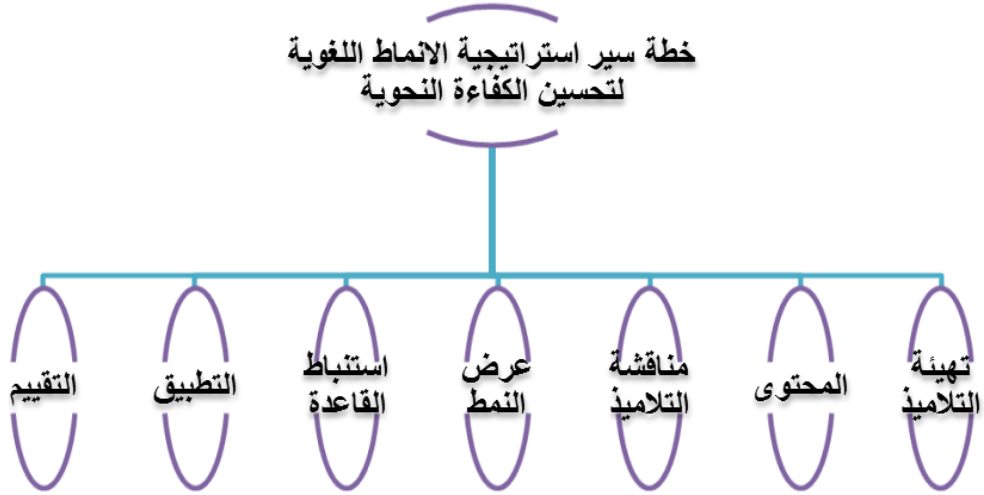 خطة سير استراتيجية الانماط اللغوية
لتحسين الكفاءة النحوية
تهيئة
التلاميذ
المحتوى
مناقشة
التلاميذ
عرض
النمط
استنباط
القاعدة
التطبيق
التقييم